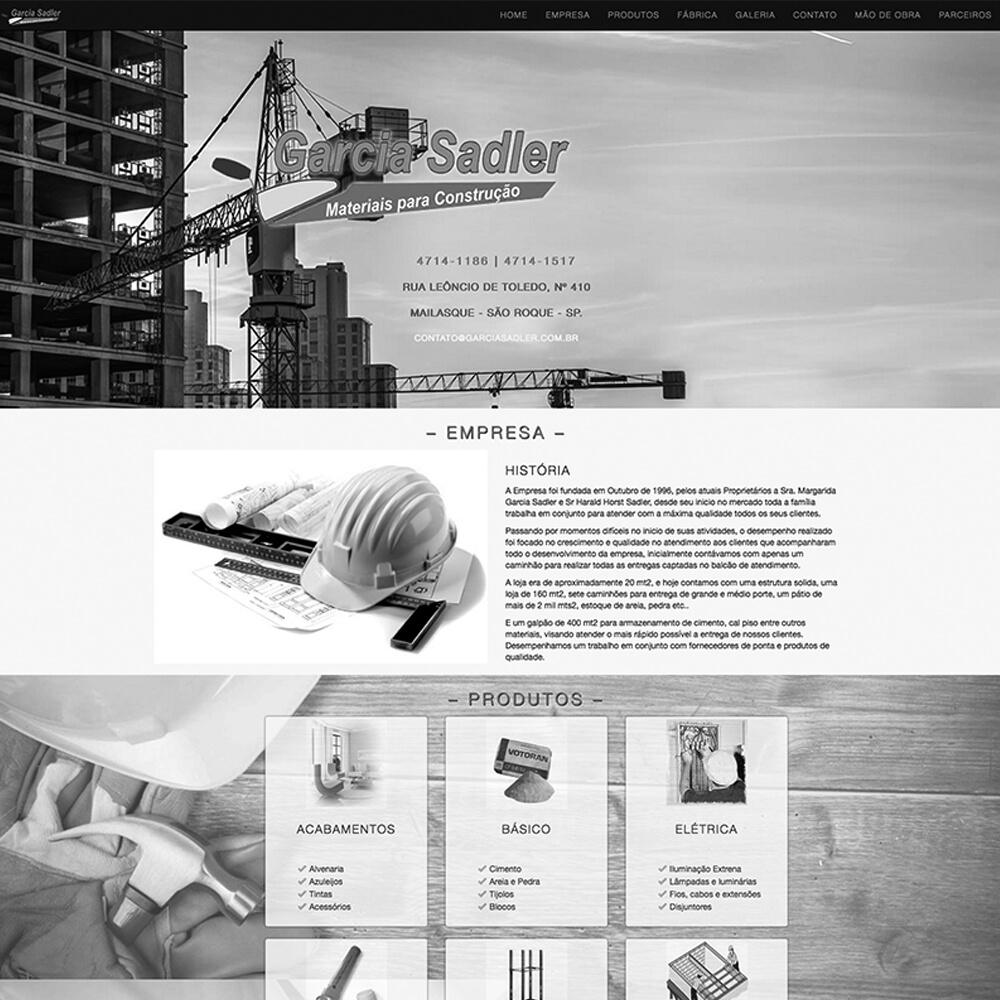 Garcia Sadler
HOME EMPRESA PRODUTOS FÁBRICA GALERIA CONTATO MÃO DE OBRA PARCEIROS
Garcia Sadler
Materiais para Construção
4714-1186 | 4714-1517
RUA LEÔNCIO DE TOLEDO, Nº 410
MAILASQUE - SÃO ROQUE - SP.
CONTATO@GARCIASADLER.COM.BR
– EMPRESA –
HISTÓRIA
A Empresa foi fundada em Outubro de 1996, pelos atuais Proprietários a Sra. Margarida
Garcia Sadler e Sr Harald Horst Sadler, desde seu inicio no mercado toda a família
trabalha em conjunto para atender com a máxima qualidade todos os seus clientes.
Passando por momentos difíceis no inicio de suas atividades, o desempenho realizado
foi focado no crescimento e qualidade no atendimento aos clientes que acompanharam
todo o desenvolvimento da empresa, inicialmente contávamos com apenas um
caminhão para realizar todas as entregas captadas no balcão de atendimento.
A loja era de aproximadamente 20 mt2, e hoje contamos com uma estrutura solida, uma
loja de 160 mt2, sete caminhões para entrega de grande e médio porte, um pátio de
mais de 2 mil mts2, estoque de areia, pedra etc..
E um galpão de 400 mt2 para armazenamento de cimento, cal piso entre outros
materiais, visando atender o mais rápido possível a entrega de nossos clientes.
Desempenhamos um trabalho em conjunto com fornecedores de ponta e produtos de
qualidade.
– PRODUTOS –
VOTORAN
ACABAMENTOS
Alvenaria
Azuleijos
Tintas
Acessórios
BÁSICO
Cimento
Areia e Pedra
Tijolos
Blocos
ELÉTRICA
Iluminação Extrena
Lâmpadas e luminárias
Fios, cabos e extensões
Disjuntores